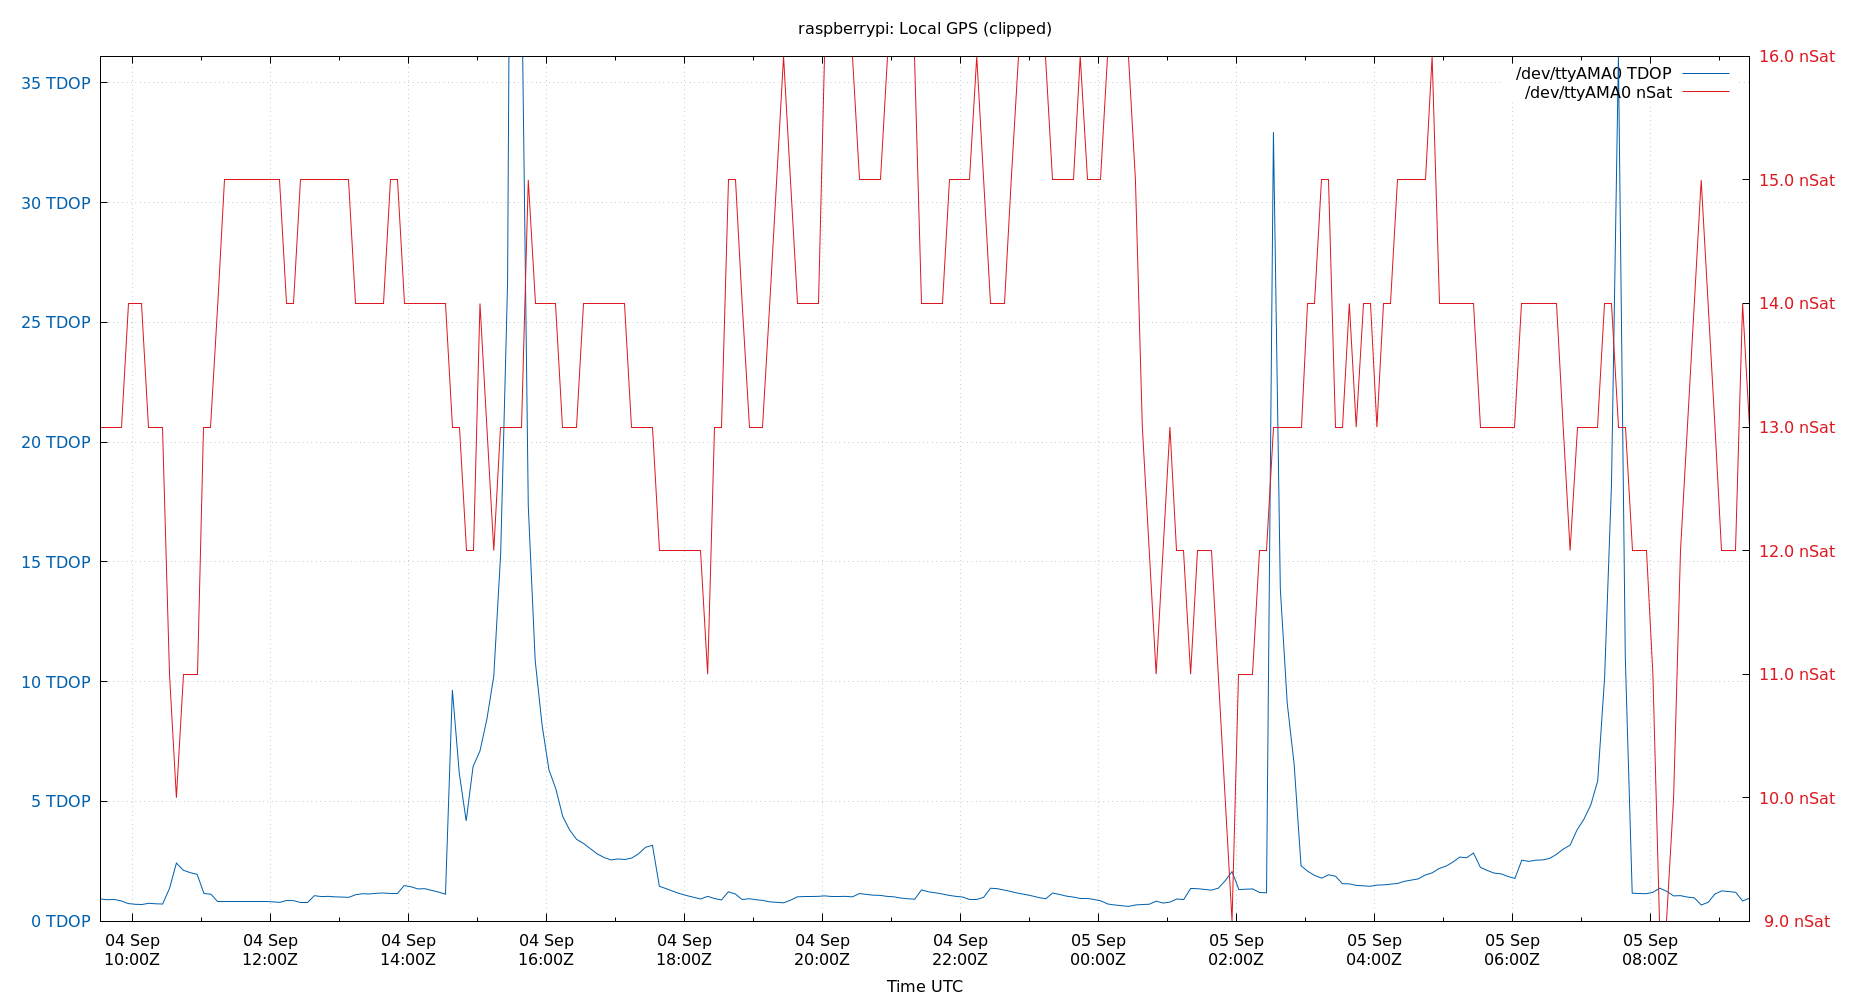 raspberrypi: Local GPS (clipped)
35 TDOP
30 TDOP
25 TDOP
20 TDOP
15 TDOP
10 TDOP
5 TDOP
0 TDOP
16.0 nSat
15.0 nSat
14.0 nSat
13.0 nSat
12.0 nSat
11.0 nSat
10.0 nSat
9.0 nSat
/dev/ttyAMA0 TDOP
/dev/ttyAMA0 nSat
04 Sep
10:00Z
04 Sep
12:00Z
04 Sep
14:00Z
04 Sep
16:00Z
04 Sep
18:00Z
04 Sep
20:00Z
04 Sep
22:00Z
05 Sep
00:00Z
05 Sep
02:00Z
05 Sep
04:00Z
05 Sep
06:00Z
05 Sep
08:00Z
Time UTC